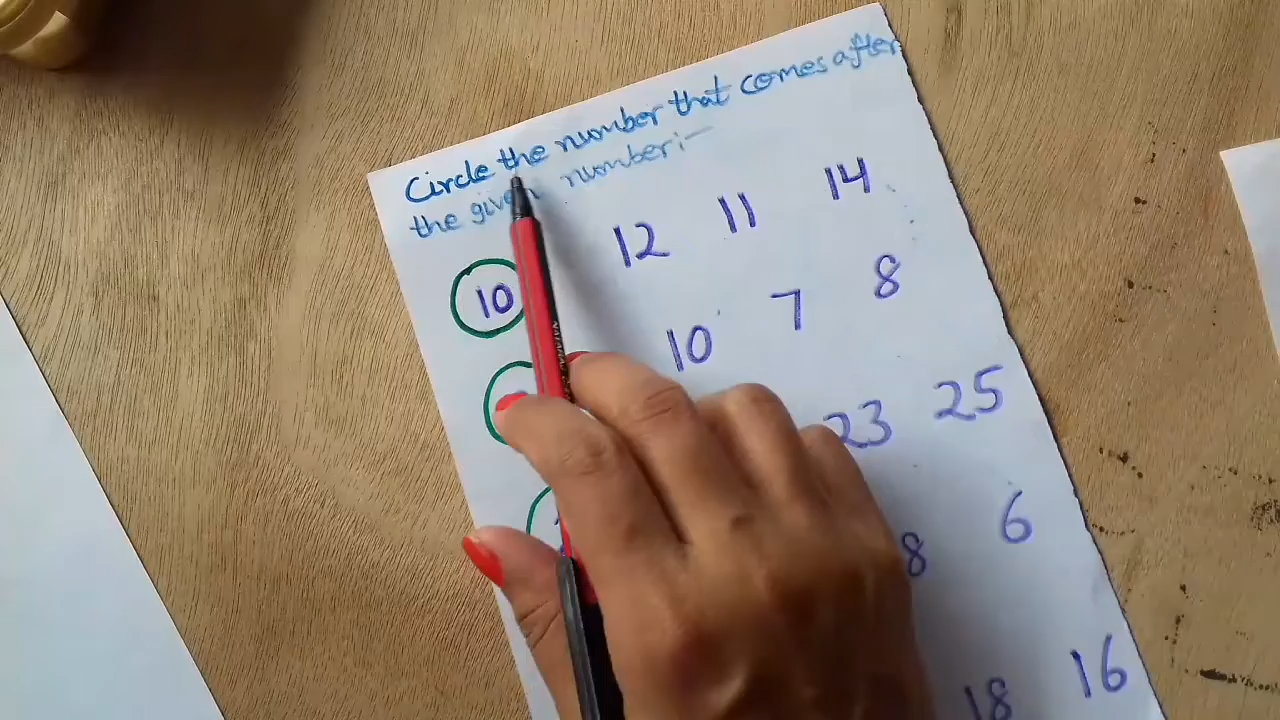 Circle the number that comes after
the given number:-
10 12 11 14
10 7 8
23 25
8 6
18 16